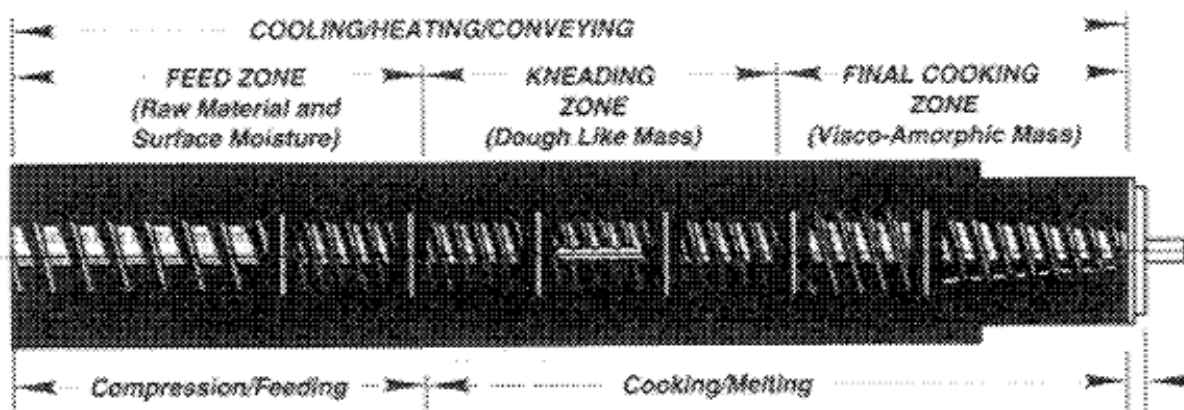 COOLING/HEATING/CONVEYING
FEED ZONE
(Raw Material and
Surface Moisture)
KNEADING
ZONE
(Dough Like Mass)
FINAL COOKING
ZONE
(Visco-Amorphic Mass)
Compression/Feeding
Cooking/Melting